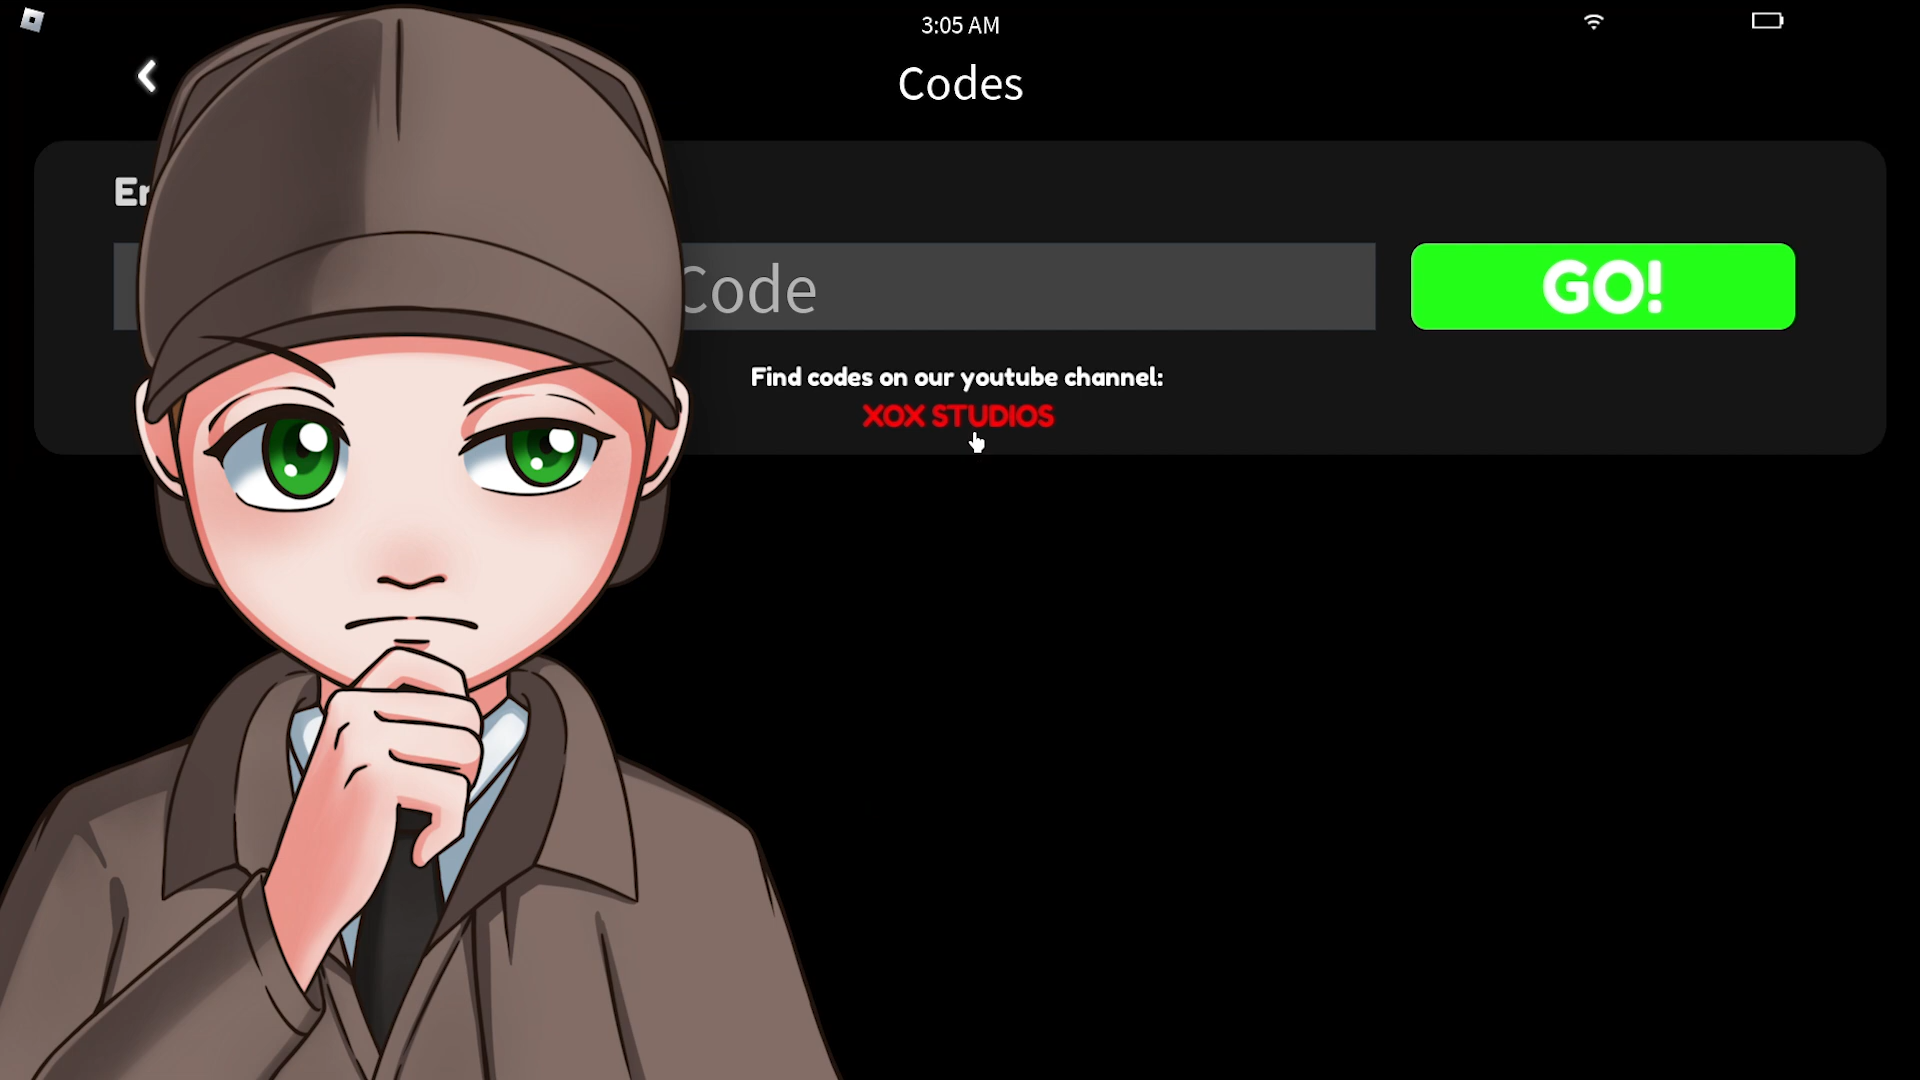 3:05 AM
Codes
Code
GO!
Find codes on our youtube channel:
XOX STUDIOS